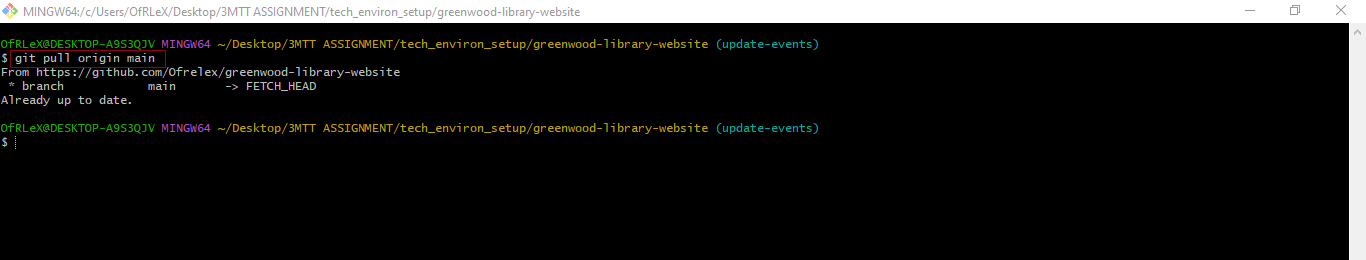 MINGW64:/c/Users/OfRLeX/Desktop/3MTT ASSIGNMENT/tech_environ_setup/greenwood-library-website
OfRLeX@DESKTOP-A9S3QJV MINGW64 ~/Desktop/3MTT ASSIGNMENT/tech_environ_setup/greenwood-library-website (update-events)
$ git pull origin main
From https://github.com/Ofrelex/greenwood-library-website
 * branch            main       -> FETCH_HEAD
Already up to date.
OfRLeX@DESKTOP-A9S3QJV MINGW64 ~/Desktop/3MTT ASSIGNMENT/tech_environ_setup/greenwood-library-website (update-events)
$